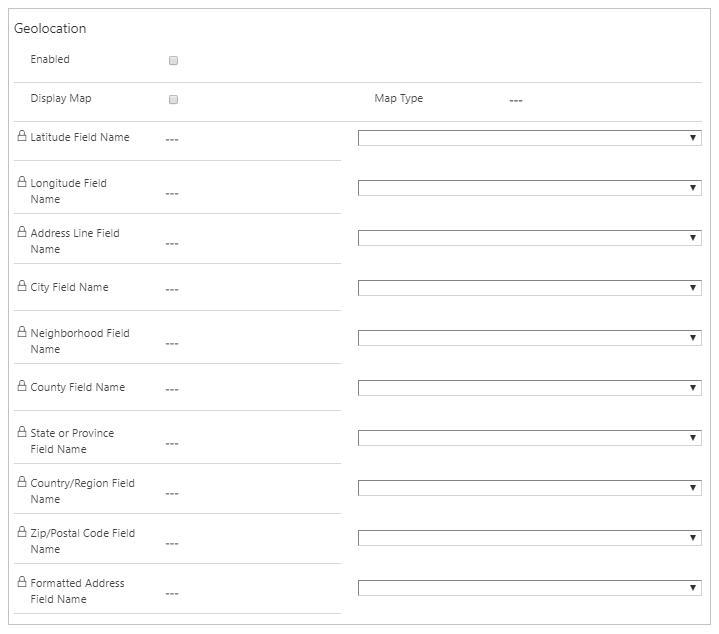 Geolocation
Enabled
Display Map Map Type ---
Latitude Field Name ---
Longitude Field
Name ---
Address Line Field
Name ---
City Field Name ---
Neighborhood Field
Name ---
County Field Name ---
State or Province
Field Name ---
Country/Region Field
Name ---
Zip/Postal Code Field
Name ---
Formatted Address
Field Name ---